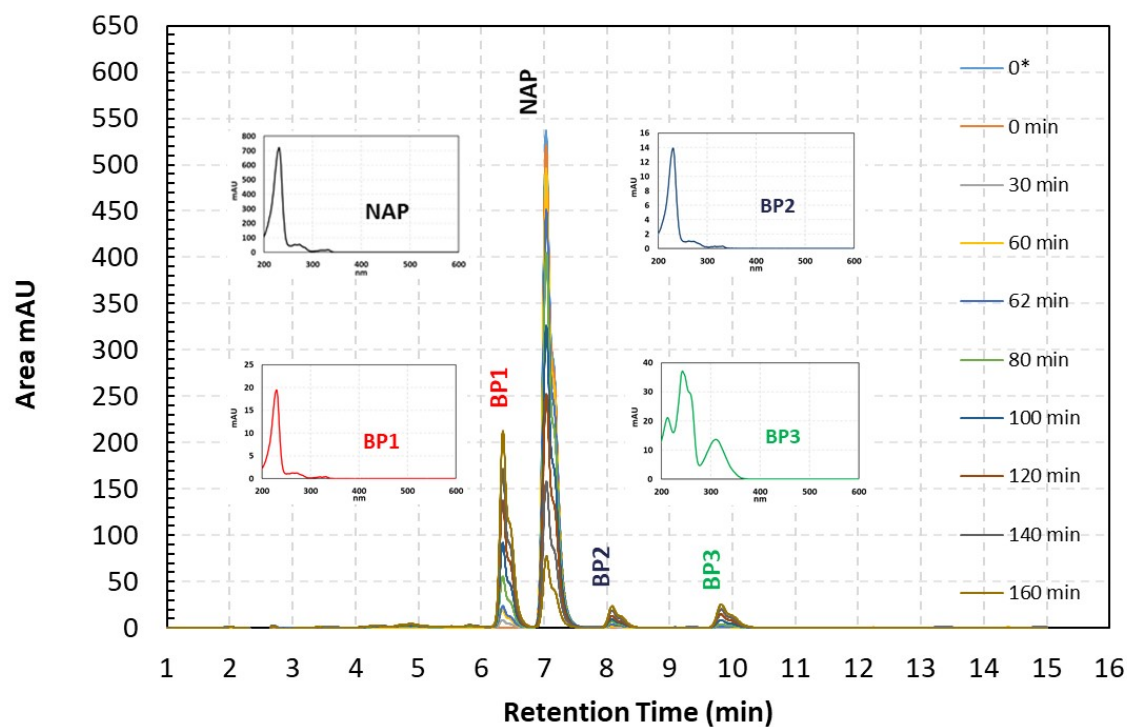 650
600
550
500
450
400
350
300
250
200
150
100
50
0
Area mAU
1 2 3 4 5 6 7 8 9 10 11 12 13 14 15 16
Retention Time (min)
BP1
NAP
BP2
BP3
800
700
600
500
400
300
200
100
0
mAU
NAP
200 300 400 500 600
nm
16
14
12
10
8
6
4
2
0
mAU
BP2
200 300 400 500 600
nm
25
20
15
10
5
0
mAU
BP1
200 300 400 500 600
nm
40
30
20
10
0
mAU
BP3
200 300 400 500 600
nm
0*
0 min
30 min
60 min
62 min
80 min
100 min
120 min
140 min
160 min